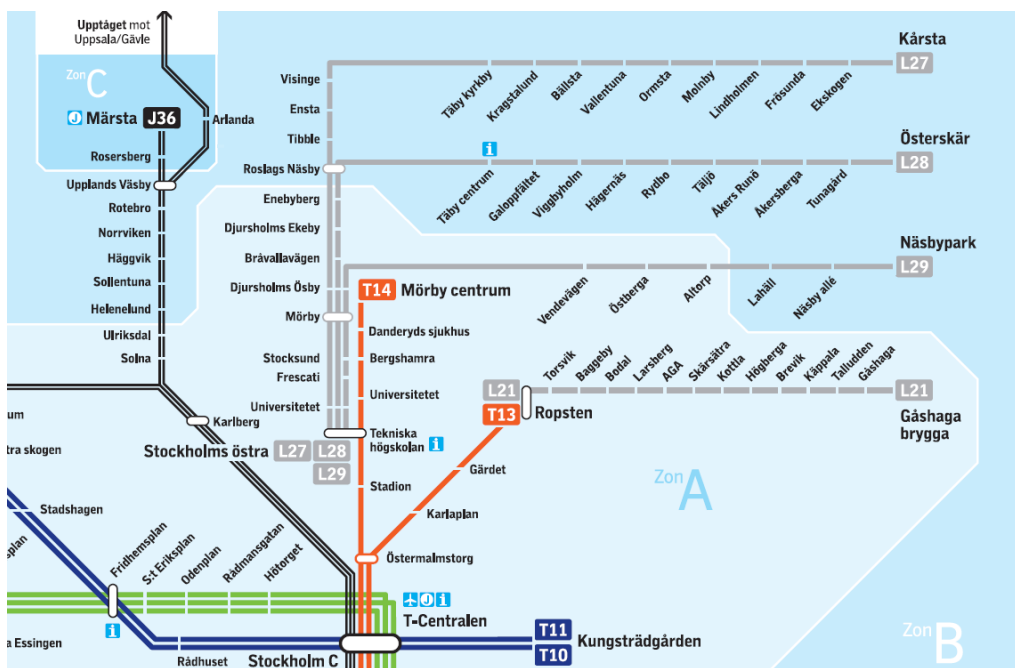 Upptåget mot
Uppsala/Gävle
Zon C
Märsta J36
Arlanda
Rosersberg
Upplands Väsby
Rotebro
Norrviken
Häggvik
Sollentuna
Helenelund
Ulriksdal
Solna
Karlberg
Visinge
Ensta
Tibble
Roslags Näsby
Enebyberg
Djursholms Ekeby
Bråvallavägen
Djursholms Ösby
Mörby
Stocksund
Frescati
Universitetet
Stockholms östra L27 L28
L29
Täby kyrkby
Kragstalund
Bällsta
Vallentuna
Ormsta
Molnby
Lindholmen
Frösunda
Ekskogen
Kårsta
L27
i
Täby centrum
Galoppfältet
Viggbyholm
Hägernäs
Rydbo
Täljö
Åkers Runö
Åkersberga
Tunagård
Österskär
L28
Vendevägen
Östberga
Altorp
Lahäll
Näsby allé
Näsbypark
L29
T14 Mörby centrum
Danderyds sjukhus
Bergshamra
Universitetet
Tekniska
högskolan i
Stadion
Östermalmstorg
L21
T13
Ropsten
Gärdet
Karlaplan
Torsvik
Baggeby
Bodal
Larsberg
AGA
Skärsätra
Kottla
Högberga
Brevik
Käppala
Talludden
Gåshaga
L21
Gåshaga
brygga
Zon A
Zon B
um
tra skogen
Stadshagen
splan
Fridhemsplan
S:t Eriksplan
Odenplan
Rådmansgatan
Hötorget
i
a Essingen
Rådhuset
Stockholm C
J i
T-Centralen
T11
T10
Kungsträdgården